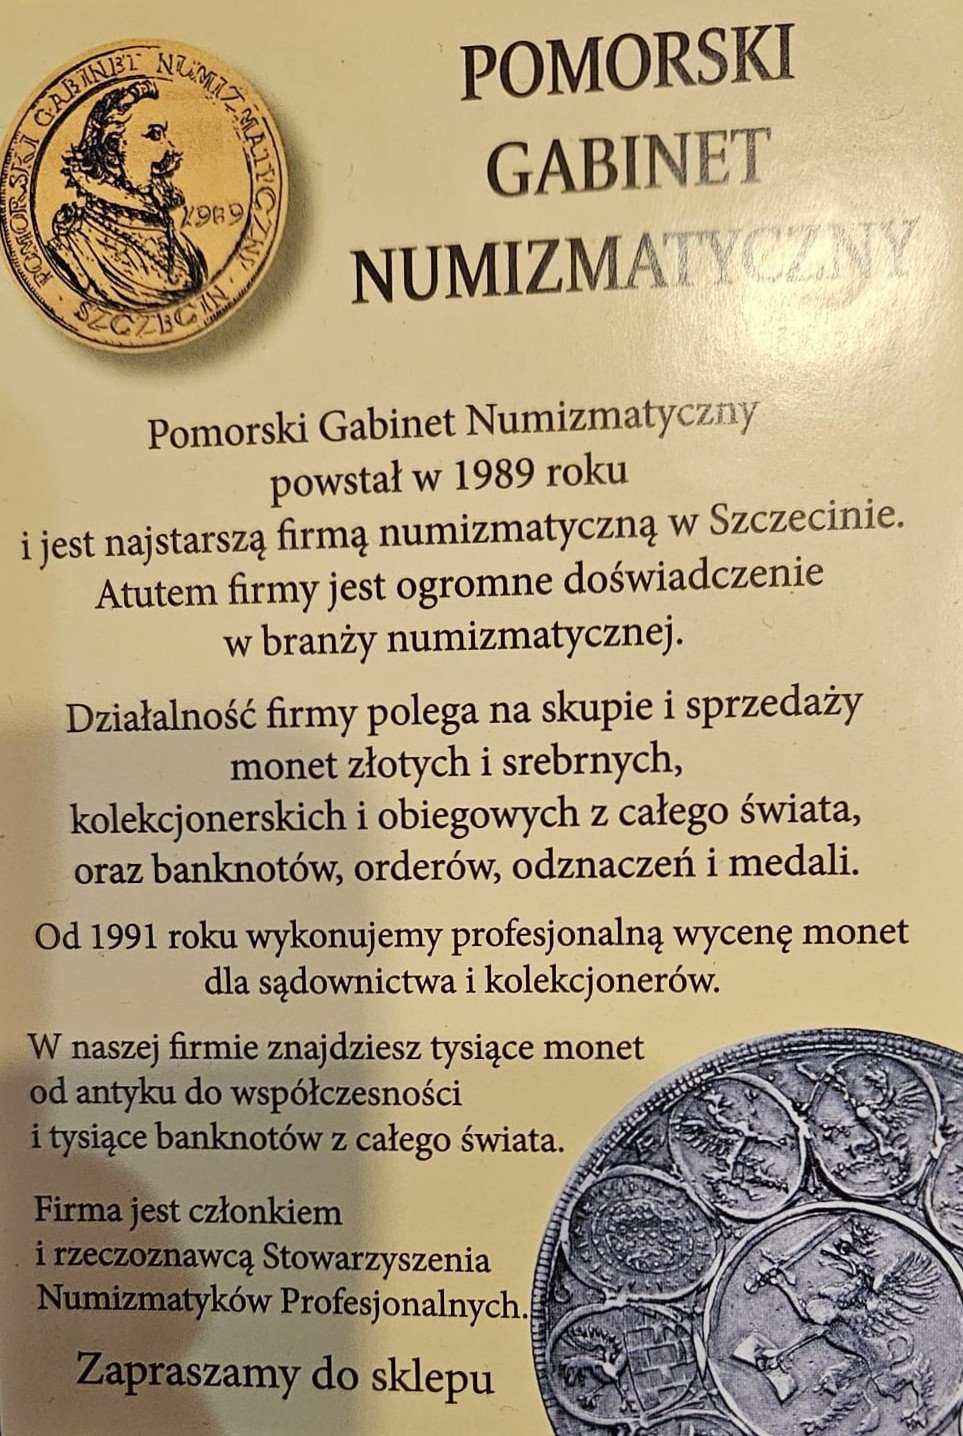 POMORSKI GABINET NUMIZMATYCZNY
SZCZECIN
1989
POMORSKI
GABINET
NUMIZMATYCZNY
Pomorski Gabinet Numizmatyczny
powstał w 1989 roku
i jest najstarszą firmą numizmatyczną w Szczecinie.
Atutem firmy jest ogromne doświadczenie
w branży numizmatycznej.
Działalność firmy polega na skupie i sprzedaży
monet złotych i srebrnych,
kolekcjonerskich i obiegowych z całego świata,
oraz banknotów, orderów, odznaczeń i medali.
Od 1991 roku wykonujemy profesjonalną wycenę monet
dla sądownictwa i kolekcjonerów.
W naszej firmie znajdziesz tysiące monet
od antyku do współczesności
i tysiące banknotów z całego świata.
Firma jest członkiem
i rzeczoznawcą Stowarzyszenia
Numizmatyków Profesjonalnych.
Zapraszamy do sklepu